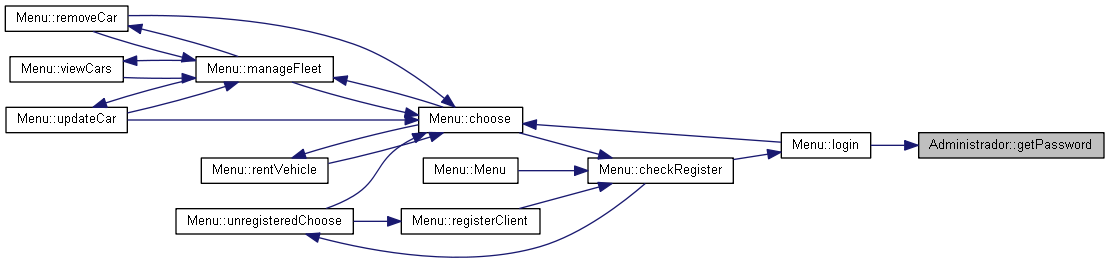 Menu::removeCar
Menu::viewCars
Menu::manageFleet
Menu::updateCar
Menu::choose
Menu::login
Administrador::getPassword
Menu::rentVehicle
Menu::Menu
Menu::checkRegister
Menu::unregisteredChoose
Menu::registerClient